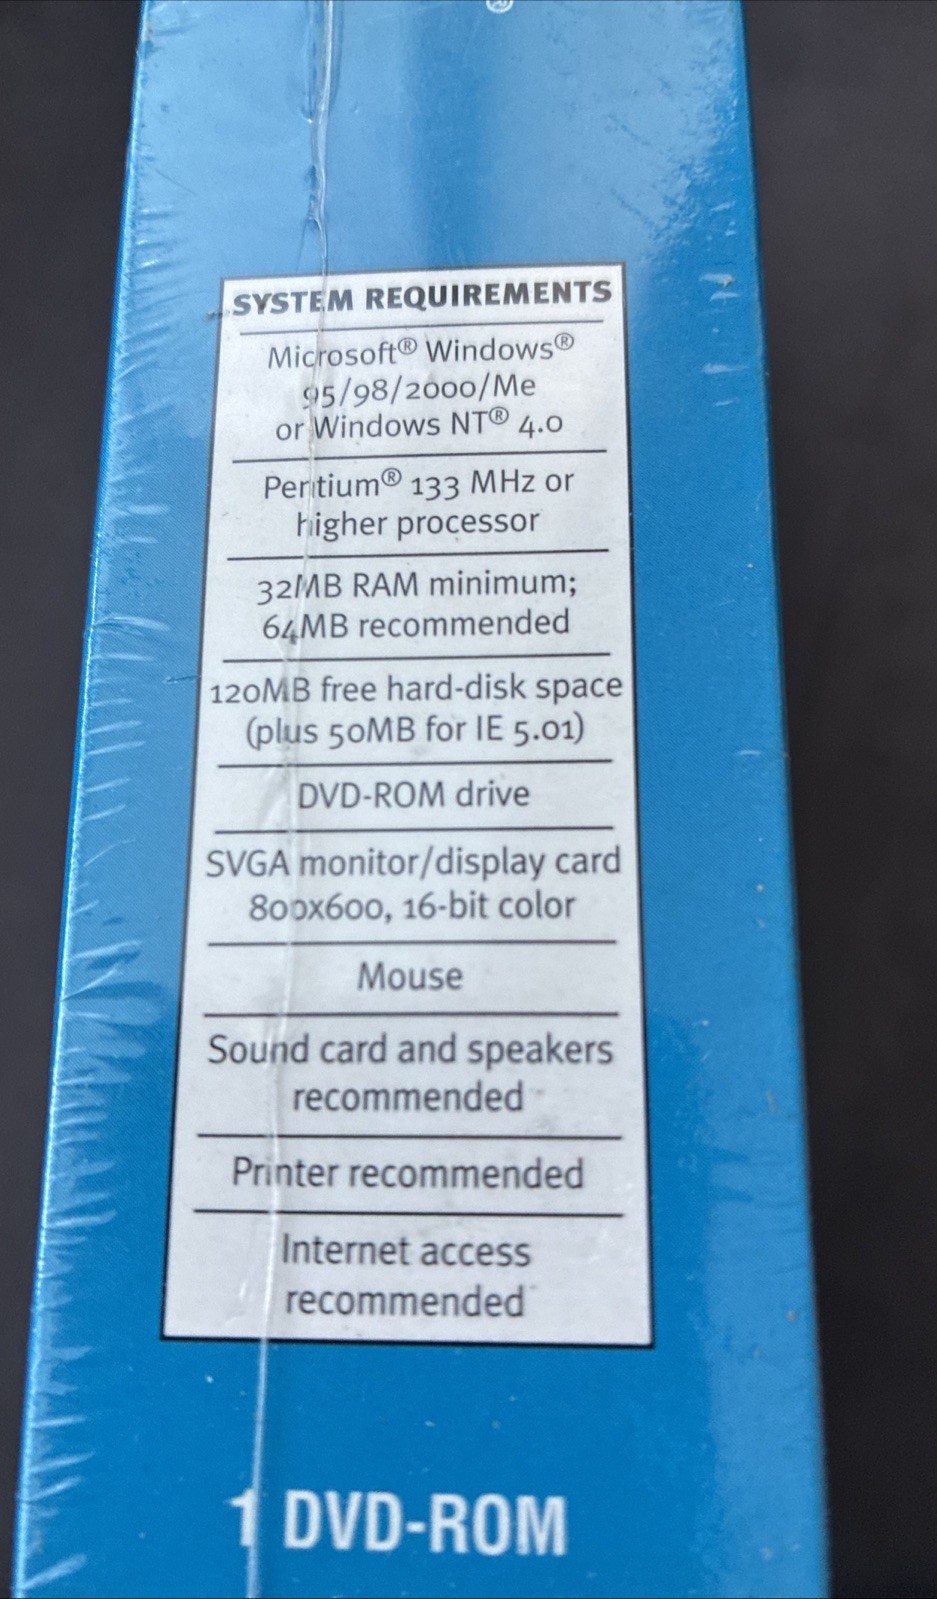 ®
SYSTEM REQUIREMENTS
Microsoft® Windows®
95/98/2000/Me
or Windows NT® 4.0
Pentium® 133 MHz or
higher processor
32MB RAM minimum;
64MB recommended
120MB free hard-disk space
(plus 50MB for IE 5.01)
DVD-ROM drive
SVGA monitor/display card
800x600, 16-bit color
Mouse
Sound card and speakers
recommended
Printer recommended
Internet access
recommended
1 DVD-ROM